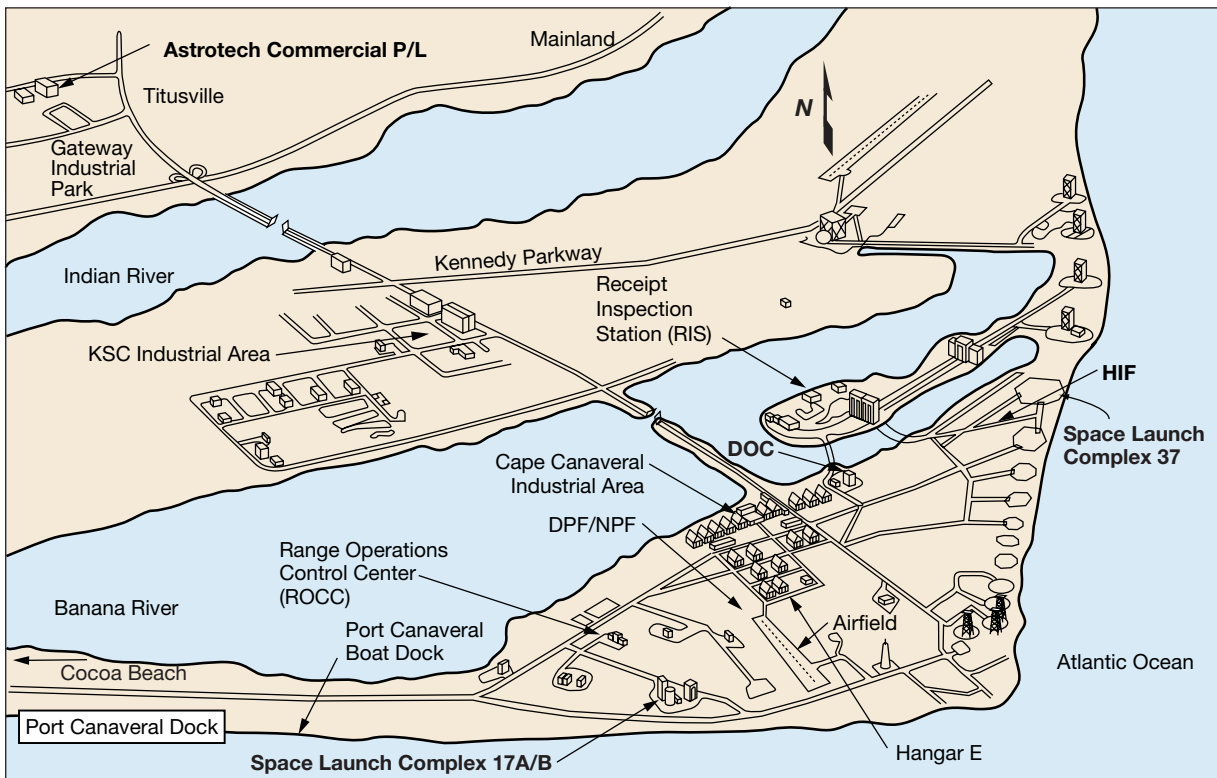 Astrotech Commercial P/L
Mainland
Titusville
N
Gateway
Industrial
Park
Kennedy Parkway
Indian River
Receipt
Inspection
Station (RIS)
KSC Industrial Area
HIF
Space Launch
Complex 37
DOC
Cape Canaveral
Industrial Area
DPF/NPF
Range Operations
Control Center
(ROCC)
Banana River
Port Canaveral
Boat Dock
Airfield
Atlantic Ocean
Cocoa Beach
Port Canaveral Dock
Hangar E
Space Launch Complex 17A/B